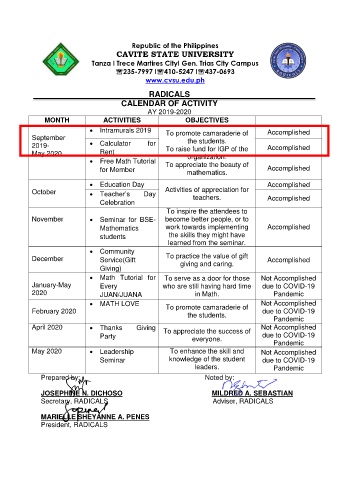 Republic of the Philippines
CAVITE STATE UNIVERSITY
Tanza I Trece Martires City I Gen. Trias City Campus
☎235-7997 I☎410-5247 I☎437-0693
www.cvsu.edu.ph
RADICALS
CALENDAR OF ACTIVITY
AY 2019-2020
MONTH ACTIVITIES OBJECTIVES
September 2019- May 2020
• Intramurals 2019
To promote camaraderie of the students.
Accomplished
• Calculator for Rent
To raise fund for IGP of the organization.
Accomplished
• Free Math Tutorial for Member
To appreciate the beauty of mathematics.
Accomplished
October
• Education Day
Accomplished
• Teacher's Day Celebration
Activities of appreciation for teachers.
Accomplished
November
• Seminar for BSE- Mathematics students
To inspire the attendees to become better people, or to work towards implementing the skills they might have learned from the seminar.
Accomplished
December
• Community Service(Gift Giving)
To practice the value of gift giving and caring.
Accomplished
January-May 2020
• Math Tutorial for Every JUAN/JUANA
To serve as a door for those who are still having hard time in Math.
Not Accomplished due to COVID-19 Pandemic
February 2020
• MATH LOVE
To promote camaraderie of the students.
Not Accomplished due to COVID-19 Pandemic
April 2020
• Thanks Giving Party
To appreciate the success of everyone.
Not Accomplished due to COVID-19 Pandemic
May 2020
• Leadership Seminar
To enhance the skill and knowledge of the student leaders.
Not Accomplished due to COVID-19 Pandemic
Prepared by: Noted by:
JOSEPHINE N. DICHOSO MILDRED A. SEBASTIAN
Secretary, RADICALS Adviser, RADICALS
MARIELLE SHEYANNE A. PENES
President, RADICALS